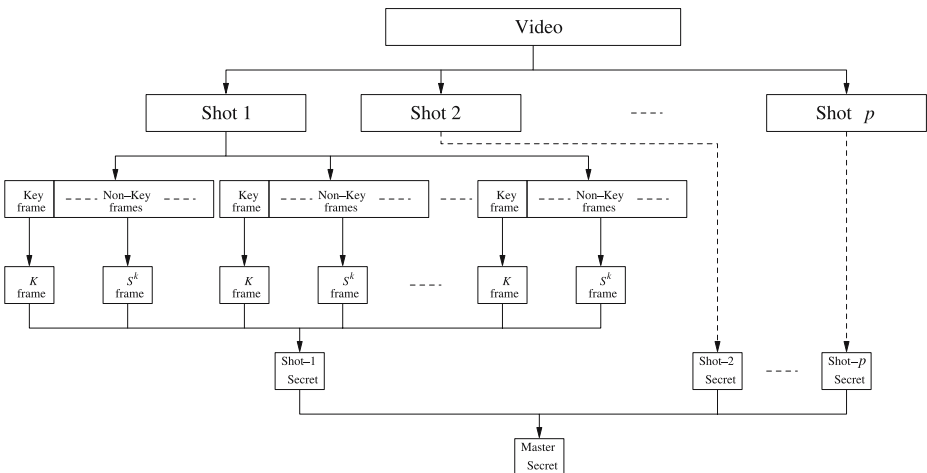 Video
Shot 1
Shot 2
Shot p
Key
frame
Non–Key
frames
Key
frame
Non–Key
frames
Key
frame
Non–Key
frames
K
frame
S^k
frame
K
frame
S^k
frame
K
frame
S^k
frame
Shot–1
Secret
Shot–2
Secret
Shot–p
Secret
Master
Secret